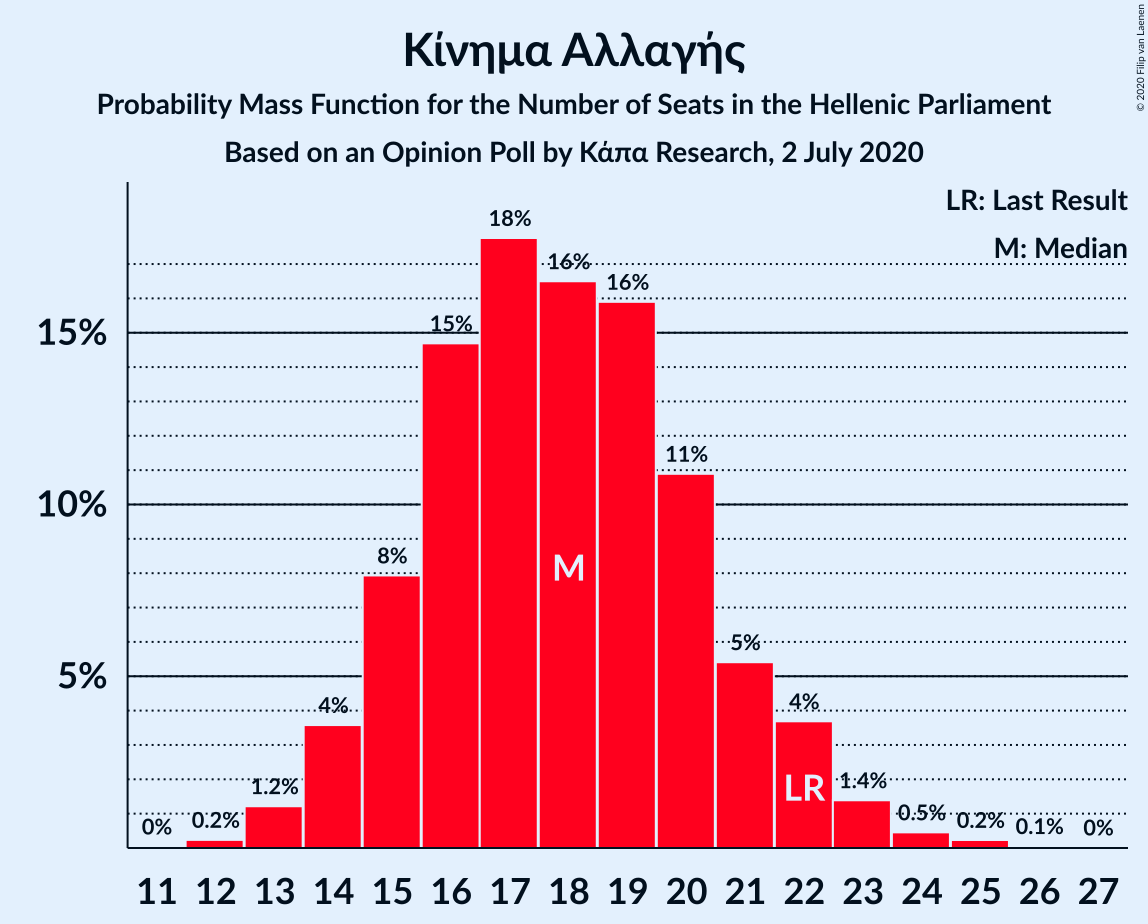 Κίνημα Αλλαγής
Probability Mass Function for the Number of Seats in the Hellenic Parliament
Based on an Opinion Poll by Κάπα Research, 2 July 2020
© 2020 Filip van Laenen
LR: Last Result
M: Median
15%
10%
5%
0%
0.2%
1.2%
4%
8%
15%
18%
16%
16%
11%
5%
4%
1.4%
0.5%
0.2%
0.1%
0%
M
LR
11 12 13 14 15 16 17 18 19 20 21 22 23 24 25 26 27